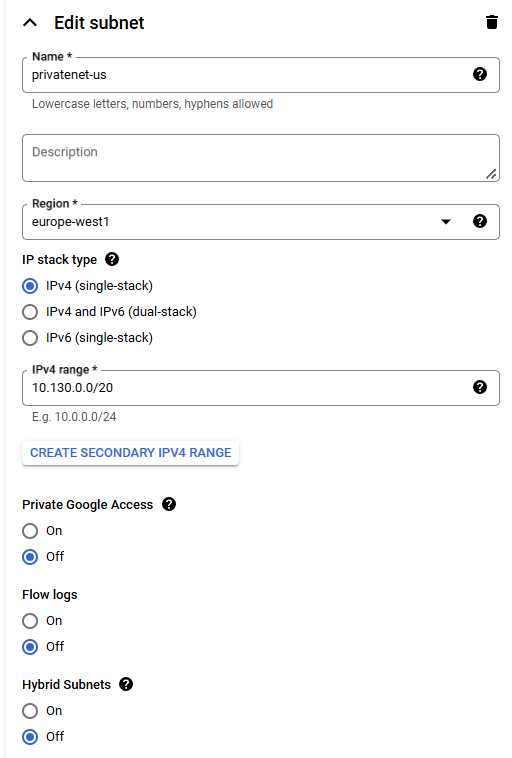 Edit subnet
Name *
privatenet-us
Lowercase letters, numbers, hyphens allowed
Description
Region *
europe-west1
IP stack type
IPv4 (single-stack)
IPv4 and IPv6 (dual-stack)
IPv6 (single-stack)
IPv4 range *
10.130.0.0/20
E.g. 10.0.0.0/24
CREATE SECONDARY IPV4 RANGE
Private Google Access
On
Off
Flow logs
On
Off
Hybrid Subnets
On
Off